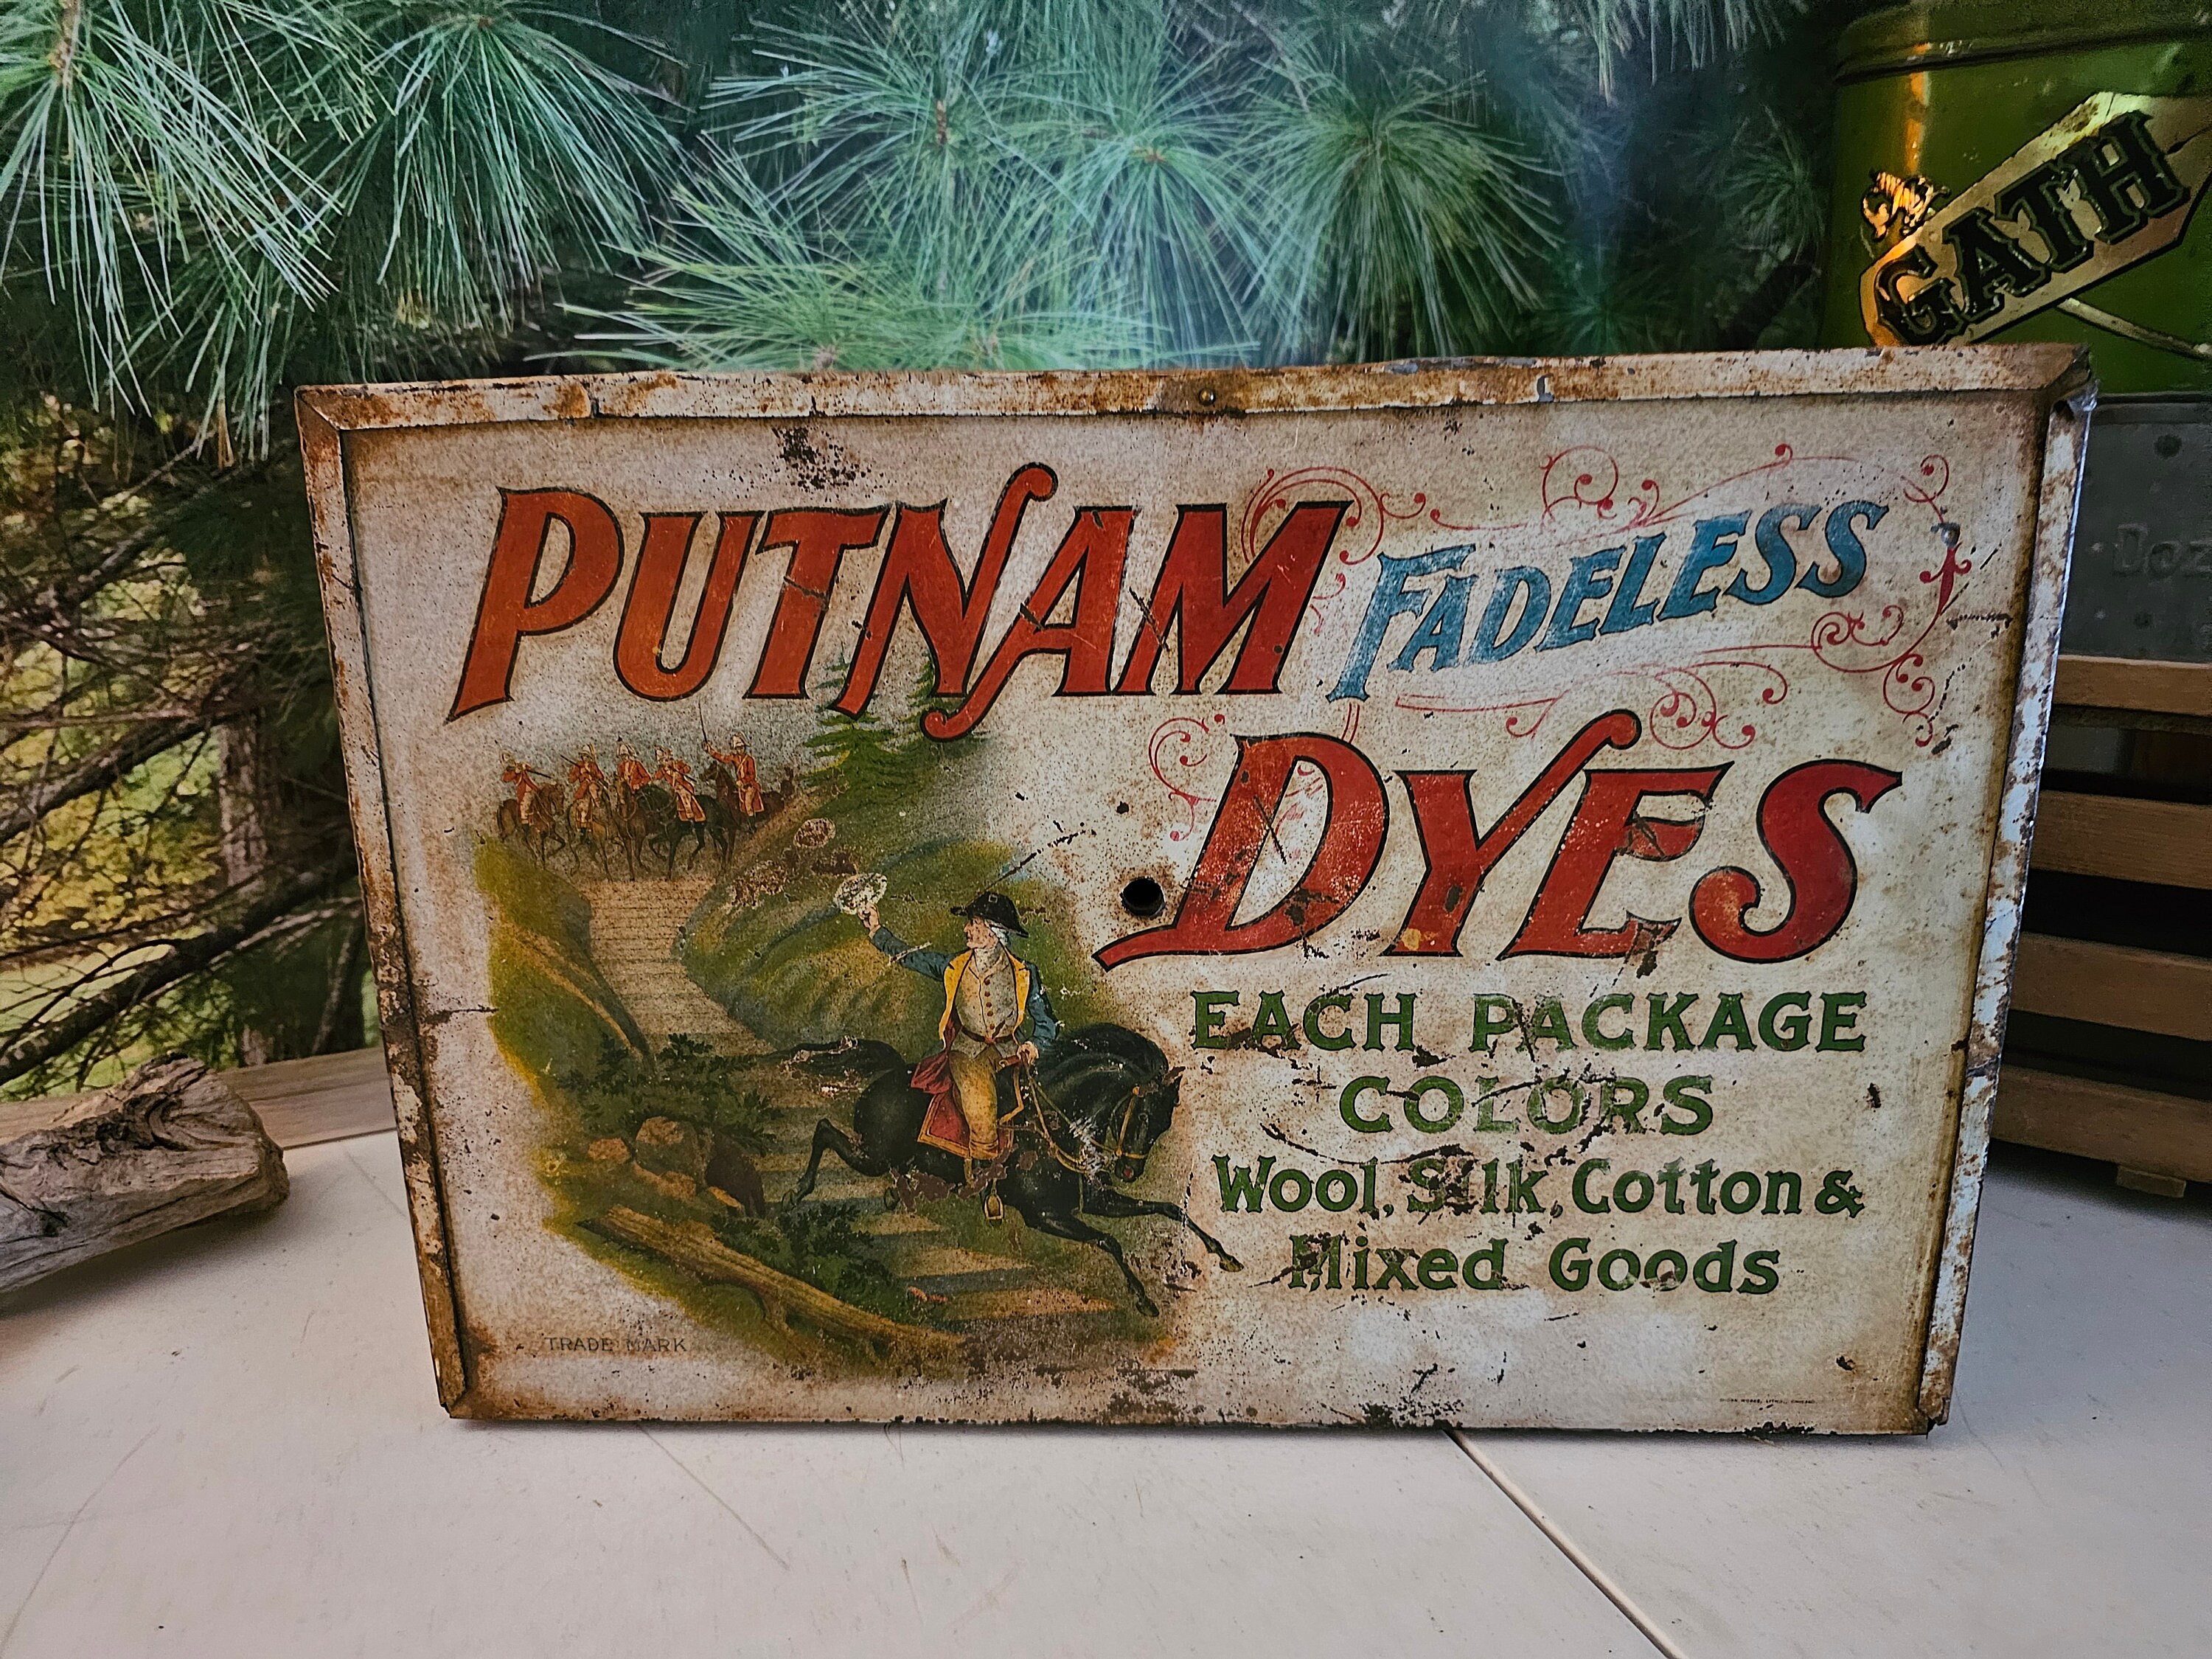 PUTNAM FADELESS
DYES
EACH PACKAGE
COLORS
Wool, Silk, Cotton &
Mixed Goods
TRADE MARK
GATH